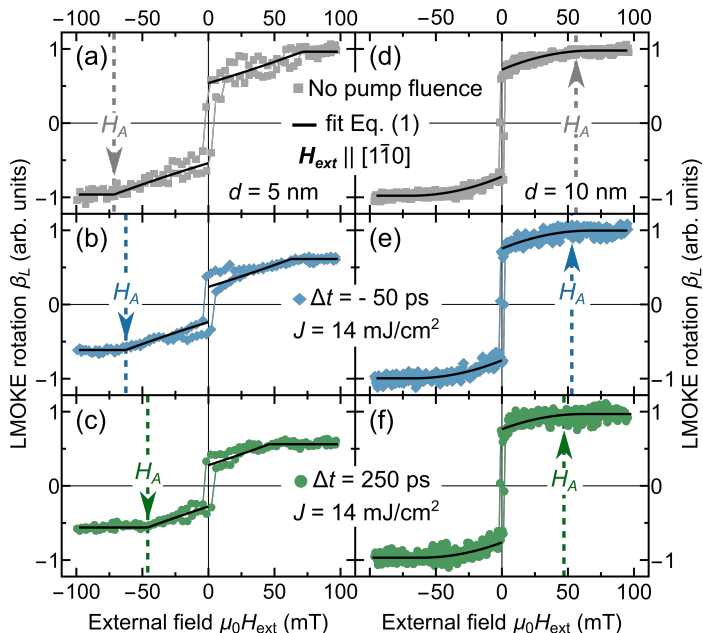 −100 −50 0 50 100 −50 0 50 100
(a)
H_A
1
0
−1
No pump fluence
fit Eq. (1)
H_ext || [11̄0]
d = 5 nm
(d)
H_A
d = 10 nm
1
0
−1
(b)
H_A
1
0
−1
Δt = - 50 ps
J = 14 mJ/cm²
(e)
H_A
1
0
−1
(c)
H_A
1
0
−1
Δt = 250 ps
J = 14 mJ/cm²
(f)
H_A
1
0
−1
LMOKE rotation β_L (arb. units)
LMOKE rotation β_L (arb. units)
−100 −50 0 50 100 −50 0 50 100
External field μ₀H_ext (mT) External field μ₀H_ext (mT)